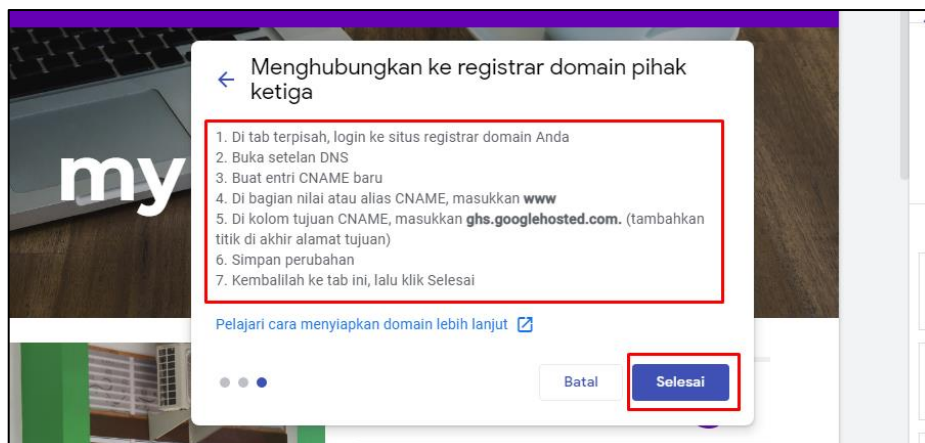 Menghubungkan ke registrar domain pihak
ketiga
1. Di tab terpisah, login ke situs registrar domain Anda
2. Buka setelan DNS
3. Buat entri CNAME baru
4. Di bagian nilai atau alias CNAME, masukkan www
5. Di kolom tujuan CNAME, masukkan ghs.googlehosted.com. (tambahkan
titik di akhir alamat tujuan)
6. Simpan perubahan
7. Kembalilah ke tab ini, lalu klik Selesai
my
Pelajari cara menyiapkan domain lebih lanjut
Batal
Selesai